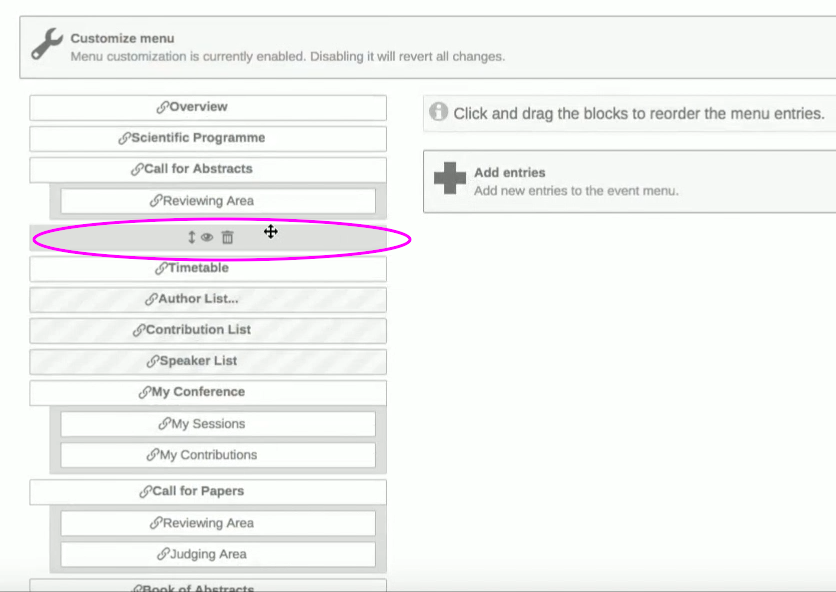 Customize menu
Menu customization is currently enabled. Disabling it will revert all changes.
Overview
Scientific Programme
Call for Abstracts
Reviewing Area
Timetable
Author List...
Contribution List
Speaker List
My Conference
My Sessions
My Contributions
Call for Papers
Reviewing Area
Judging Area
Book of Abstracts
Click and drag the blocks to reorder the menu entries.
Add entries
Add new entries to the event menu.